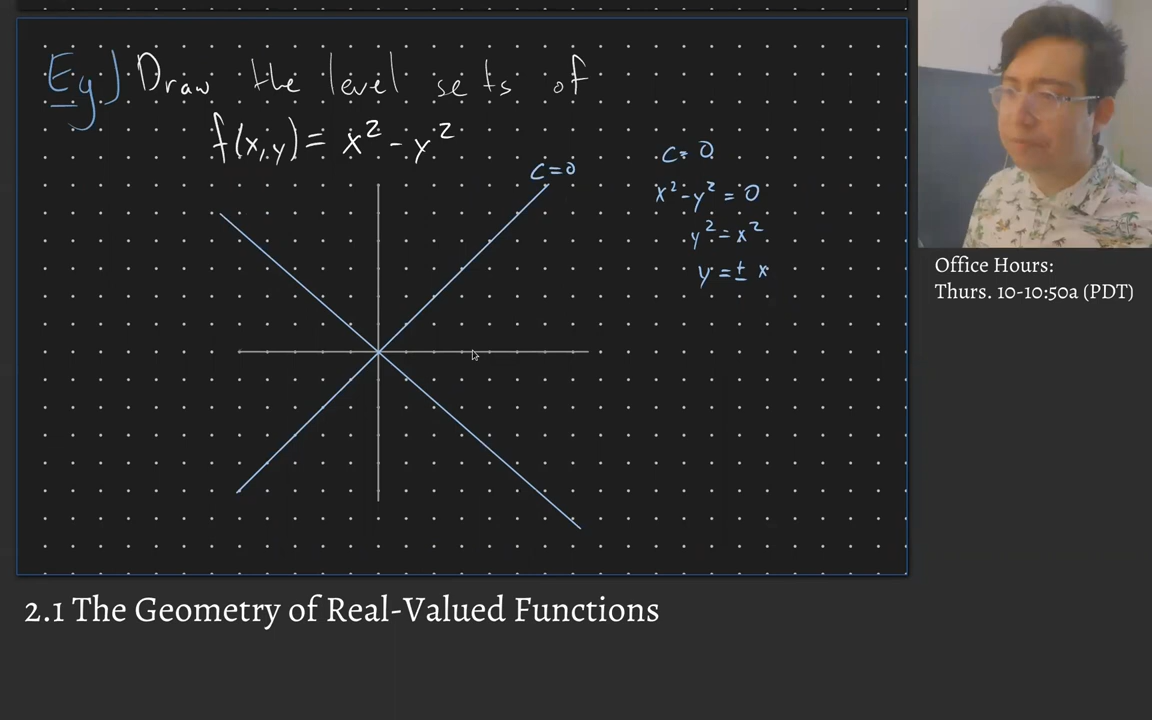 Eg) Draw the level sets of
f(x,y) = x² - y²
c=0
c= 0
x²-y² = 0
y² = x²
y = ± x
Office Hours:
Thurs. 10-10:50a (PDT)
2.1 The Geometry of Real-Valued Functions